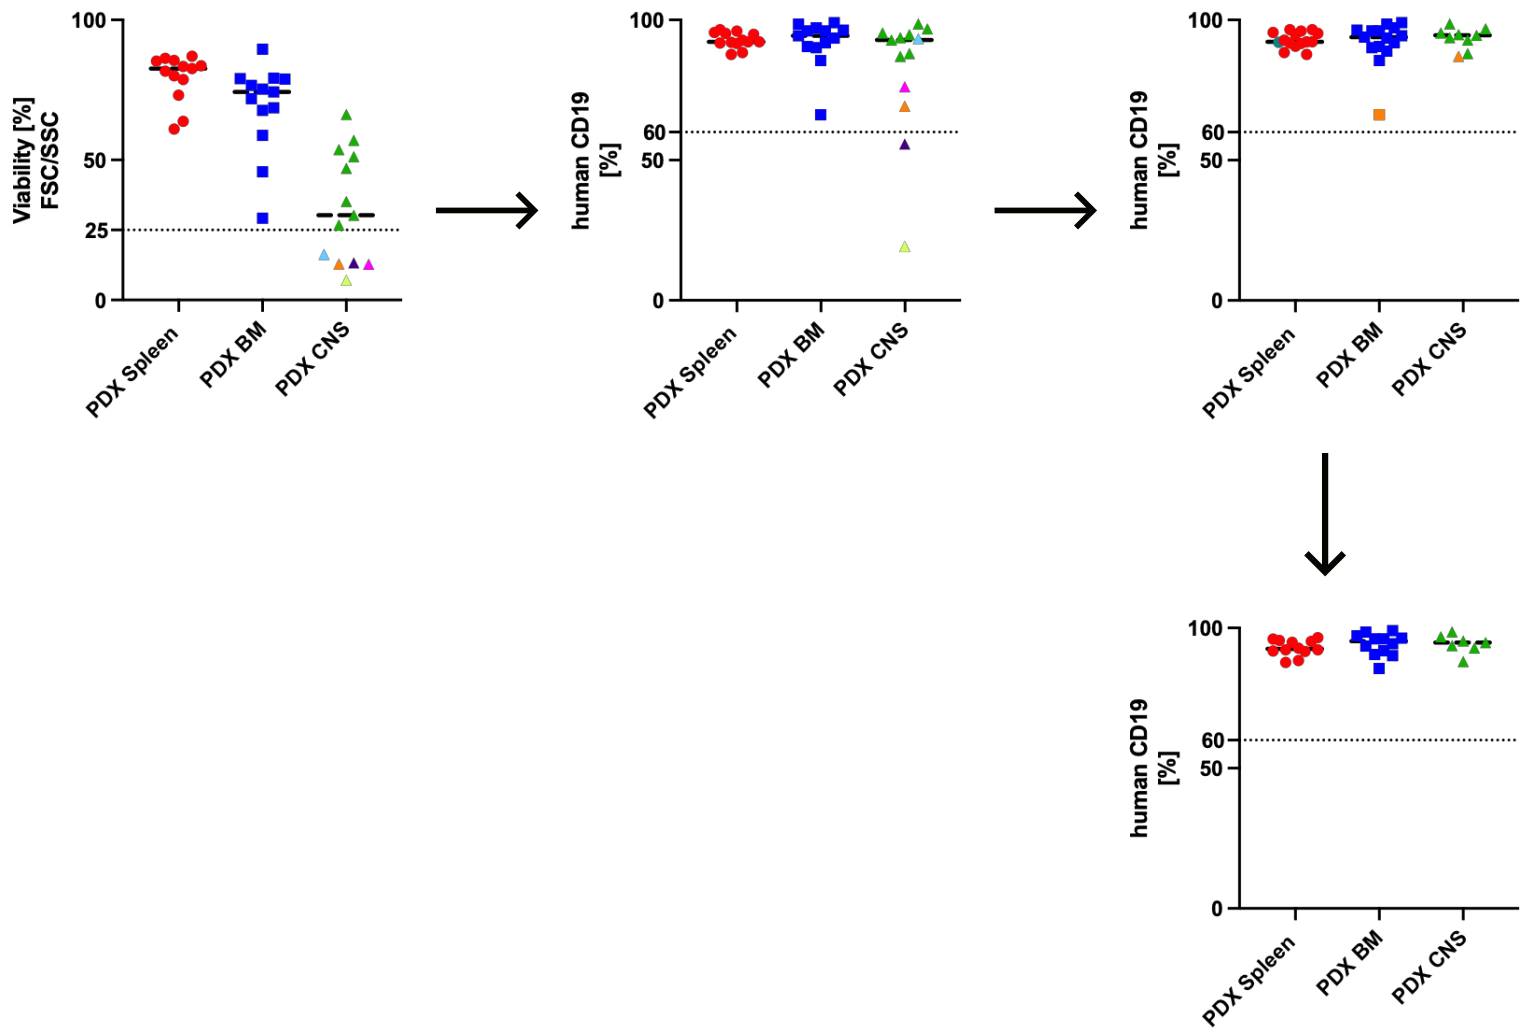 Viability [%]
FSC/SSC
100
50
25
0
PDX Spleen
PDX BM
PDX CNS
human CD19
[%]
100
60
50
0
PDX Spleen
PDX BM
PDX CNS
human CD19
[%]
100
60
50
0
PDX Spleen
PDX BM
PDX CNS
human CD19
[%]
100
60
50
0
PDX Spleen
PDX BM
PDX CNS